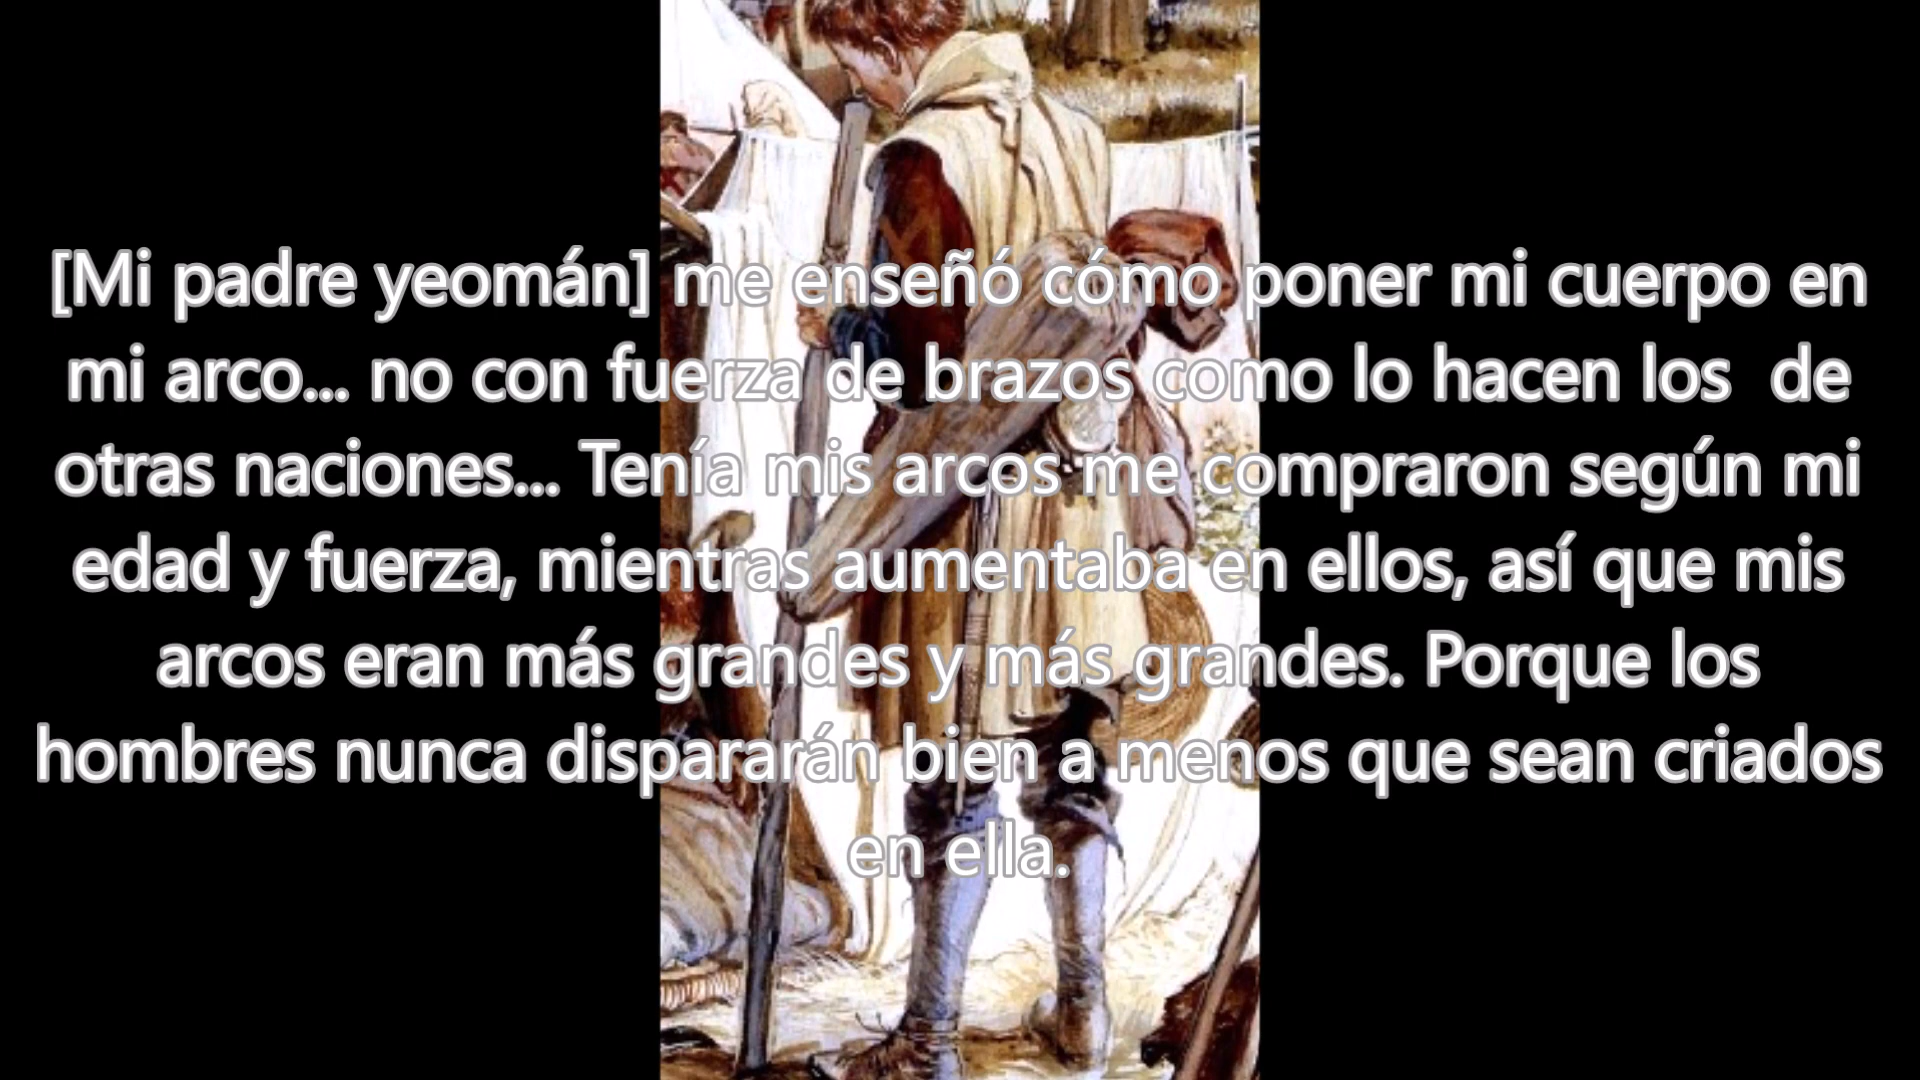 [Mi padre yeomán] me enseñó cómo poner mi cuerpo en
mi arco... no con fuerza de brazos como lo hacen los  de
otras naciones... Tenía mis arcos me compraron según mi
edad y fuerza, mientras aumentaba en ellos, así que mis
arcos eran más grandes y más grandes. Porque los
hombres nunca dispararán bien a menos que sean criados
en ella.